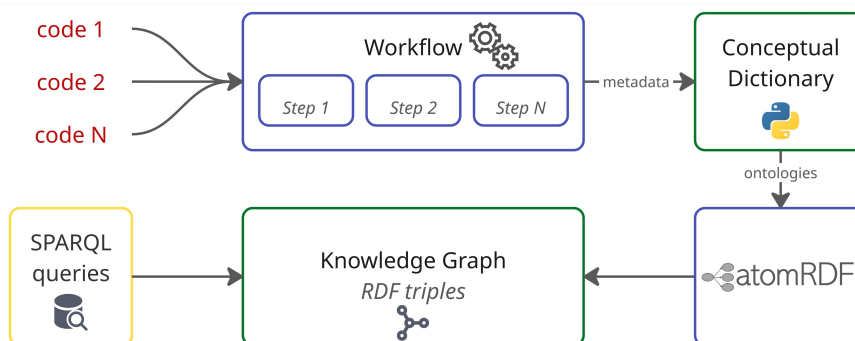 code 1
code 2
code N
Workflow
Step 1
Step 2
Step N
metadata
Conceptual
Dictionary
ontologies
SPARQL
queries
Knowledge Graph
RDF triples
atomRDF